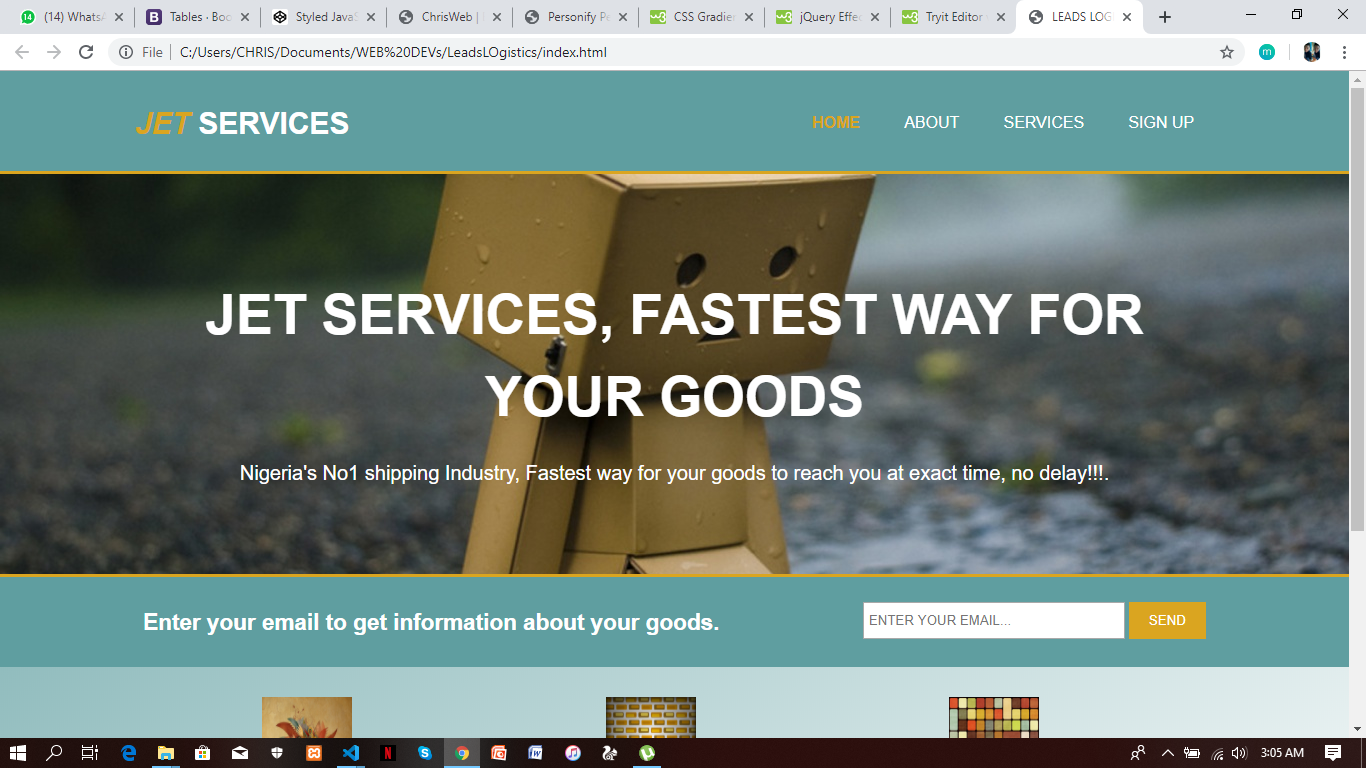 (14) Whats
Tables · Boo
Styled JavaS
ChrisWeb |
Personify Pe
CSS Gradien
jQuery Effec
Tryit Editor
LEADS LOG
File
C:/Users/CHRIS/Documents/WEB%20DEVs/LeadsLOgistics/index.html
m
JET SERVICES
HOME
ABOUT
SERVICES
SIGN UP
JET SERVICES, FASTEST WAY FOR
YOUR GOODS
Nigeria's No1 shipping Industry, Fastest way for your goods to reach you at exact time, no delay!!!.
Enter your email to get information about your goods.
ENTER YOUR EMAIL...
SEND
3:05 AM